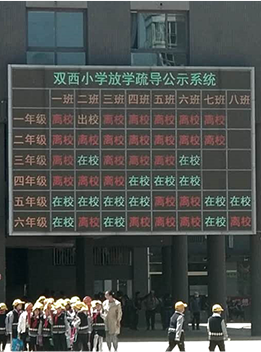 双西小学放学疏导公示系统
一班 二班 三班 四班 五班 六班 七班 八班
一年级 离校 出校 离校 离校 离校 离校 离校
二年级 离校 离校 离校 离校 离校 离校 离校
三年级 离校 在校 离校 离校 离校 在校
四年级 离校 离校 离校 在校 在校 在校
五年级 在校 在校 在校 在校 离校 离校 在校 在校
六年级 在校 离校 在校 离校 离校 离校 在校 离校